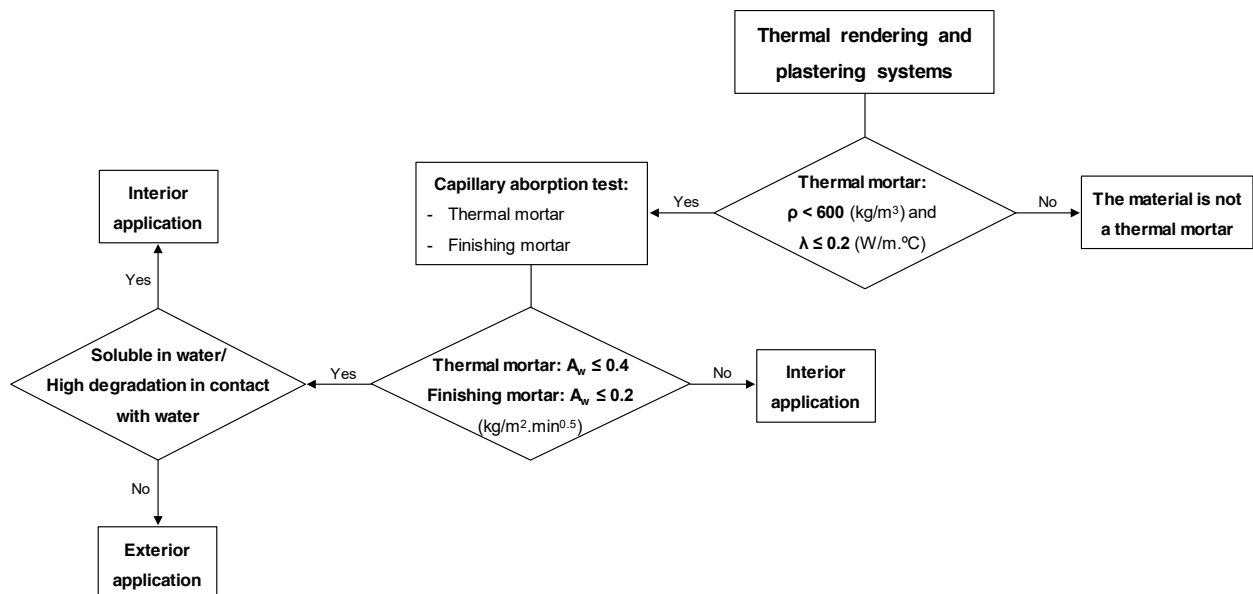 Thermal rendering and
plastering systems
Thermal mortar:
ρ < 600 (kg/m³) and
λ ≤ 0.2 (W/m.ºC)
Yes
No
The material is not
a thermal mortar
Capillary aborption test:
- Thermal mortar
- Finishing mortar
Thermal mortar: A_w ≤ 0.4
Finishing mortar: A_w ≤ 0.2
(kg/m².min⁰·⁵)
Yes
No
Interior
application
Soluble in water/
High degradation in contact
with water
Yes
Interior
application
No
Exterior
application